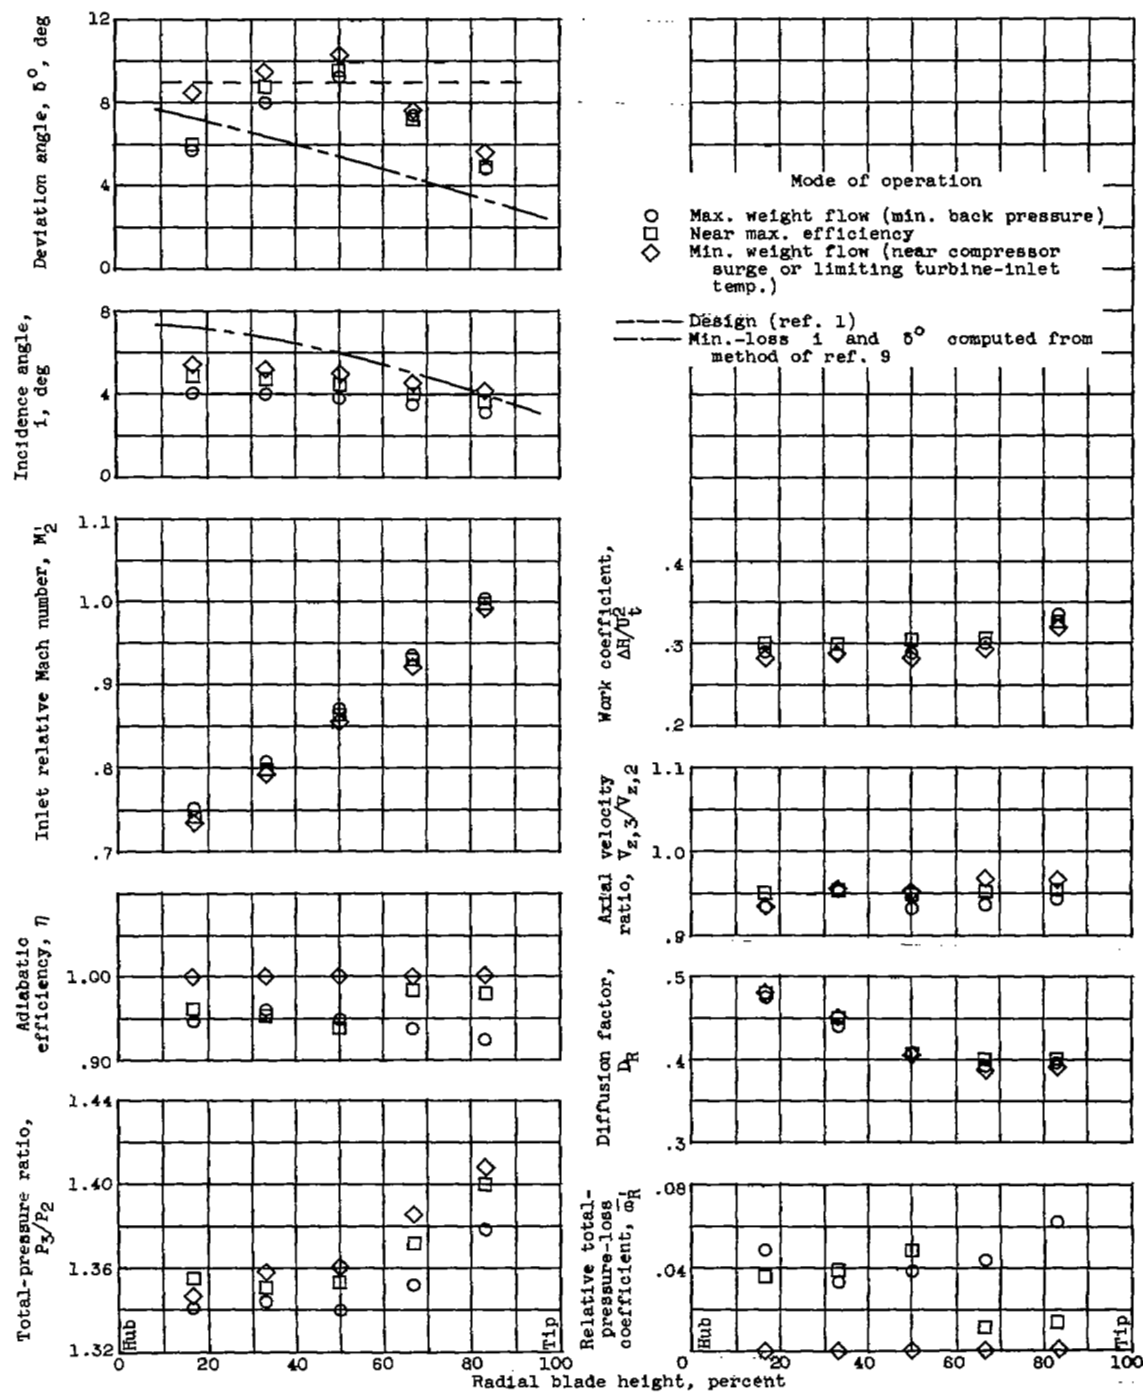 Deviation angle, δ°, deg
12
8
4
0
Incidence angle,
i, deg
8
4
0
Inlet relative Mach number, M'2
1.1
1.0
.9
.8
.7
Adiabatic
efficiency, η
1.00
.90
Total-pressure ratio,
P3/P2
1.44
1.40
1.36
1.32
Hub
Tip
0 20 40 60 80 100
Mode of operation
Max. weight flow (min. back pressure)
Near max. efficiency
Min. weight flow (near compressor
surge or limiting turbine-inlet
temp.)
Design (ref. 1)
Min.-loss i and δ° computed from
method of ref. 9
Work coefficient,
ΔH/U²t
.4
.3
.2
Axial velocity
ratio, Vz,3/Vz,2
1.1
1.0
.9
Diffusion factor,
DR
.5
.4
.3
Relative total-
pressure-loss
coefficient, ω̄'R
.08
.04
0
Hub
Tip
20 40 60 80 100
Radial blade height, percent